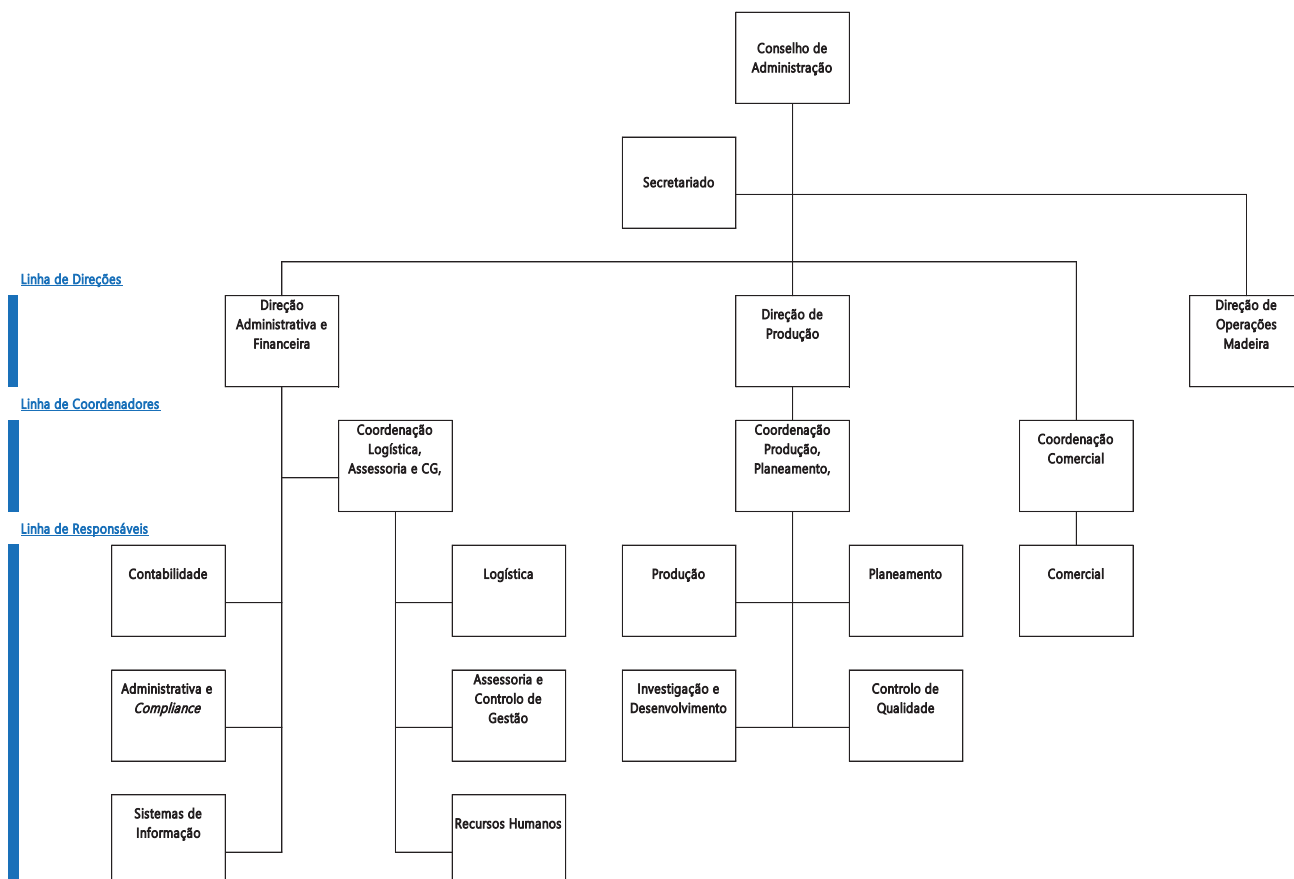 Conselho de
Administração
Secretariado
Linha de Direções
Direção
Administrativa e
Financeira
Direção de
Produção
Direção de
Operações
Madeira
Linha de Coordenadores
Coordenação
Logística,
Assessoria e CG,
Coordenação
Produção,
Planeamento,
Coordenação
Comercial
Linha de Responsáveis
Contabilidade
Logística
Produção
Planeamento
Comercial
Administrativa e
Compliance
Assessoria e
Controlo de
Gestão
Investigação e
Desenvolvimento
Controlo de
Qualidade
Sistemas de
Informação
Recursos Humanos